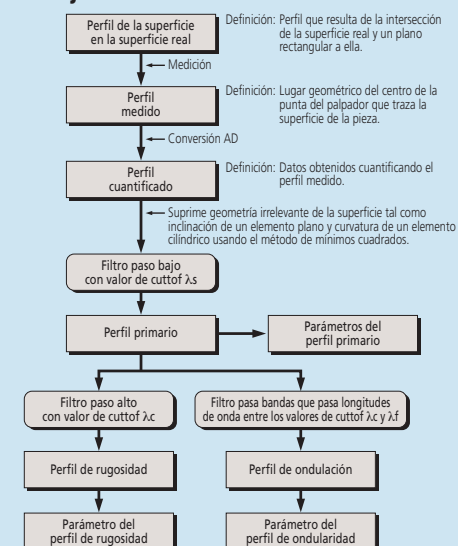 Perfil de la superficie
en la superficie real
Definición: Perfil que resulta de la intersección
de la superficie real y un plano
rectangular a ella.
Medición
Perfil
medido
Definición: Lugar geométrico del centro de la
punta del palpador que traza la
superficie de la pieza.
Conversión AD
Perfil
cuantificado
Definición: Datos obtenidos cuantificando el
perfil medido.
Suprime geometría irrelevante de la superficie tal como
inclinación de un elemento plano y curvatura de un elemento
cilíndrico usando el método de mínimos cuadrados.
Filtro paso bajo
con valor de cuttof λs
Perfil primario
Parámetros del
perfil primario
Filtro paso alto
con valor de cuttof λc
Filtro pasa bandas que pasa longitudes
de onda entre los valores de cuttof λc y λf
Perfil de rugosidad
Perfil de ondulación
Parámetro del
perfil de rugosidad
Parámetro del
perfil de ondularidad